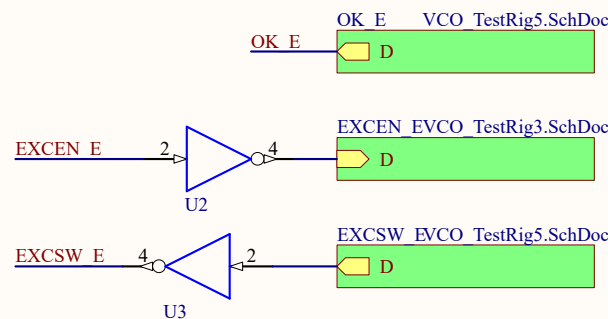 OK_E VCO_TestRig5.SchDoc
OK_E D
EXCEN_EVCO_TestRig3.SchDoc
EXCEN_E 2 4 D
U2
EXCSW_EVCO_TestRig5.SchDoc
EXCSW_E 4 2 D
U3